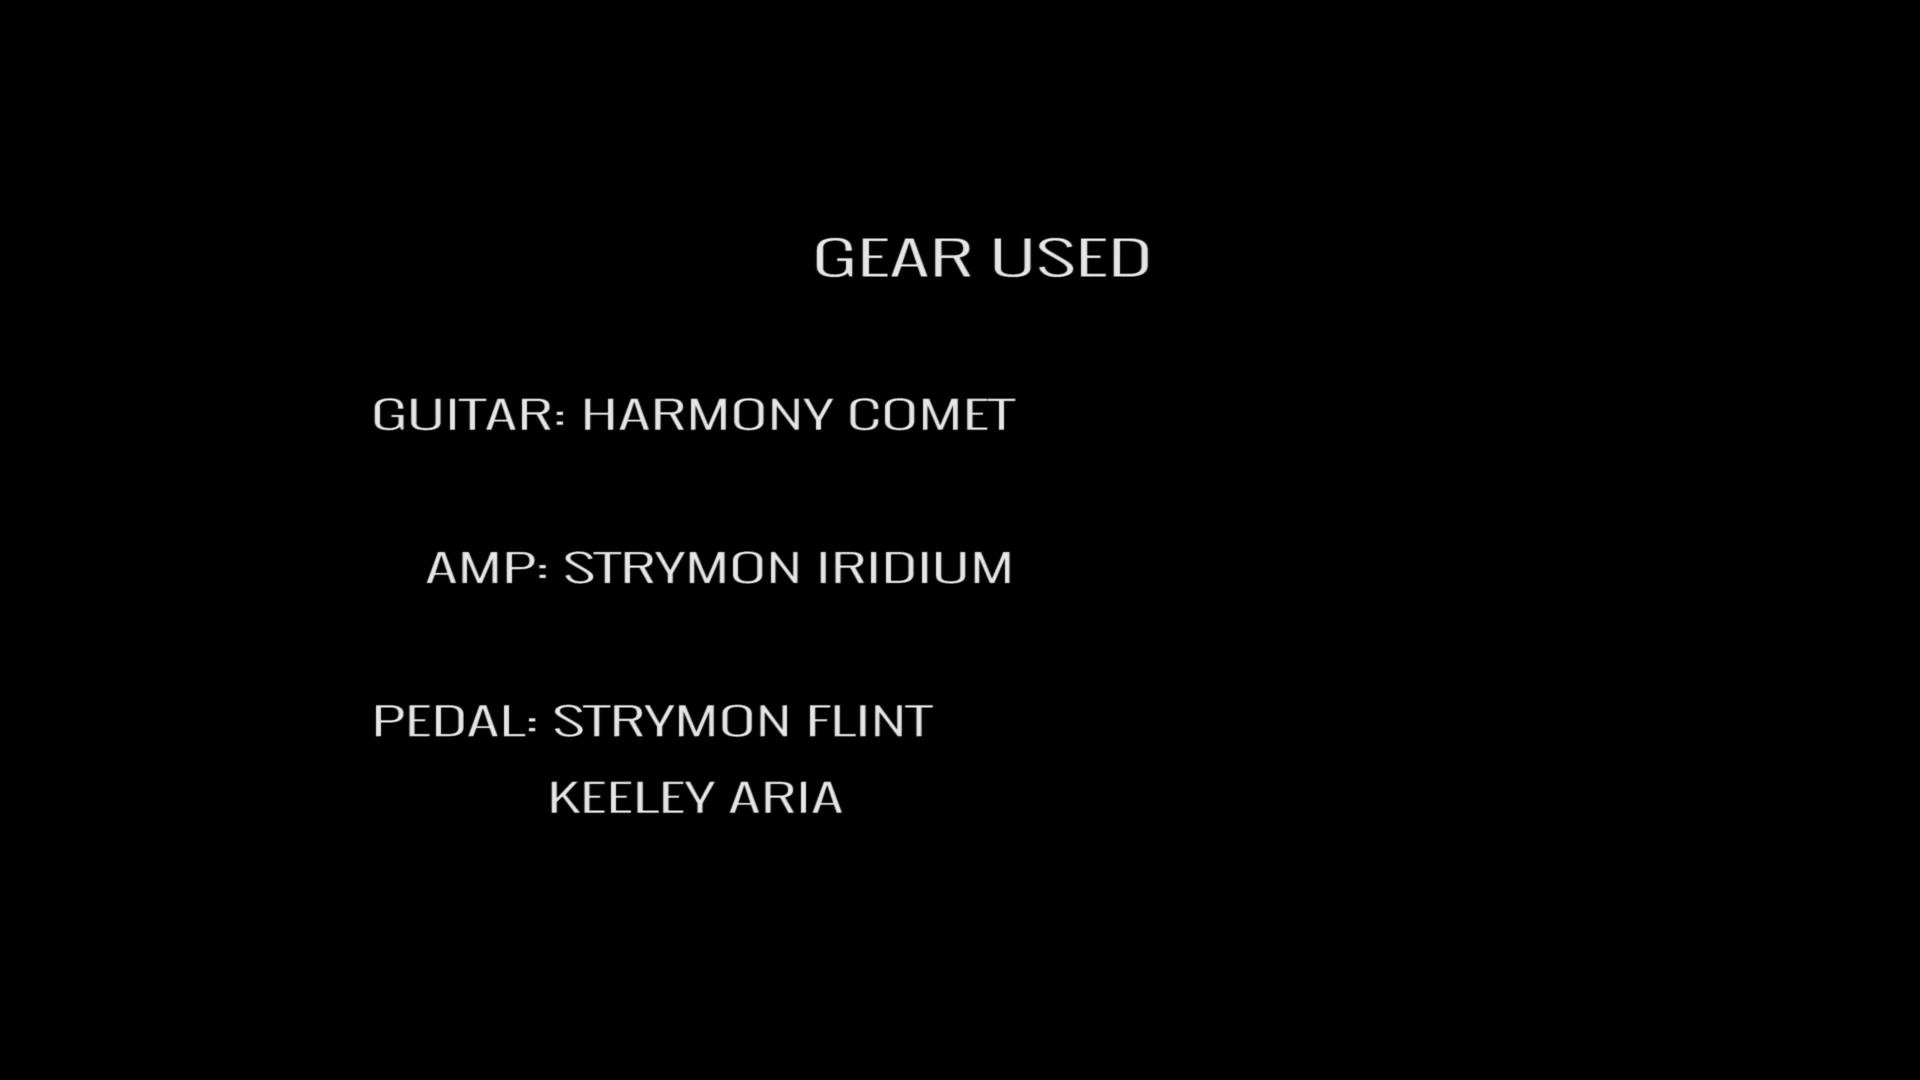 GEAR USED
GUITAR: HARMONY COMET
AMP: STRYMON IRIDIUM
PEDAL: STRYMON FLINT
KEELEY ARIA